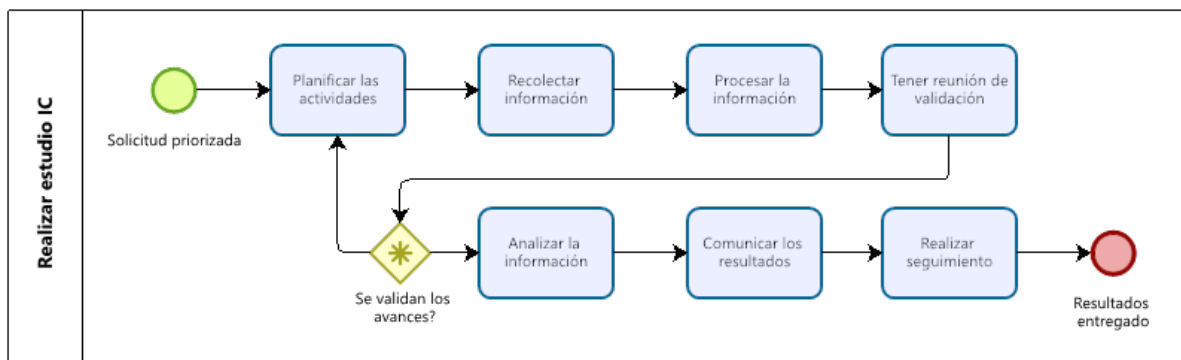 Realizar estudio IC
Solicitud priorizada
Planificar las
actividades
Recolectar
información
Procesar la
información
Tener reunión de
validación
Se validan los
avances?
Analizar la
información
Comunicar los
resultados
Realizar
seguimiento
Resultados
entregado